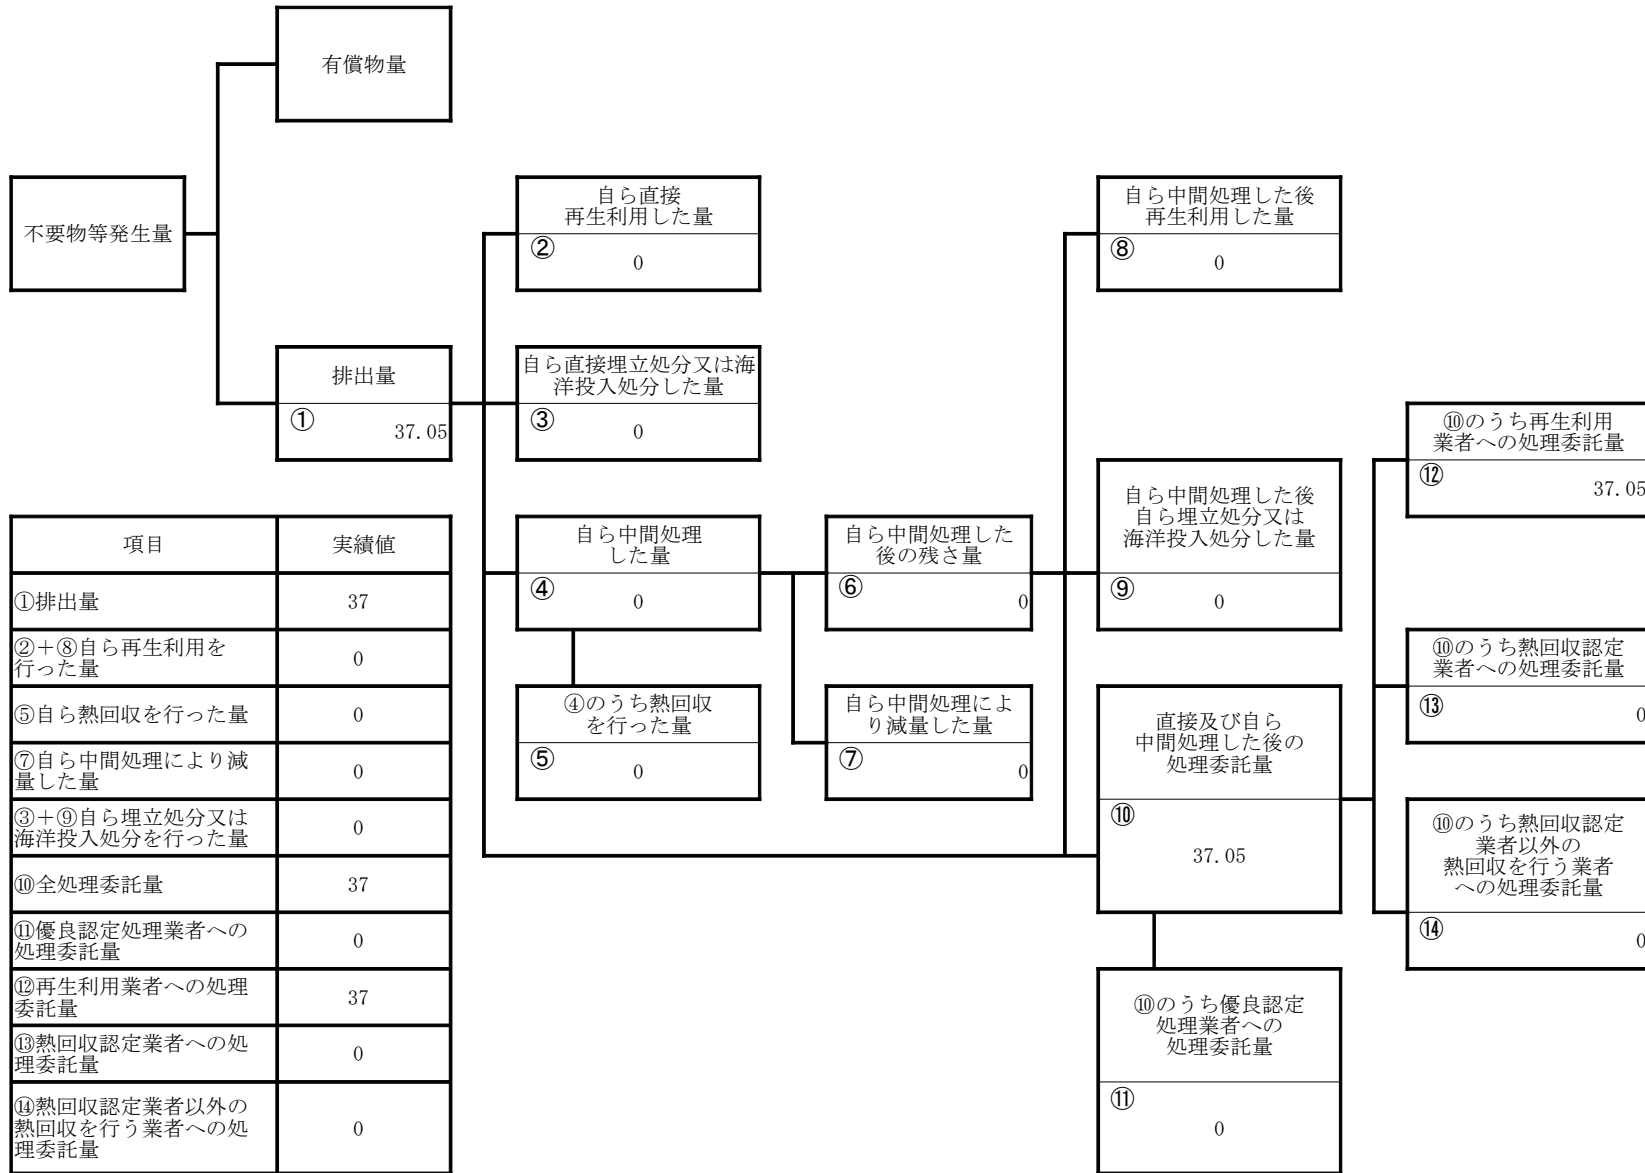 有償物量
不要物等発生量
自ら直接
再生利用した量
②
0
自ら中間処理した後
再生利用した量
⑧
0
排出量
①
37.05
自ら直接埋立処分又は海
洋投入処分した量
③
0
⑩のうち再生利用
業者への処理委託量
⑫
37.05
自ら中間処理
した量
④
0
自ら中間処理した
後の残さ量
⑥
0
自ら中間処理した後
自ら埋立処分又は
海洋投入処分した量
⑨
0
⑩のうち熱回収認定
業者への処理委託量
⑬
0
④のうち熱回収
を行った量
⑤
0
自ら中間処理によ
り減量した量
⑦
0
直接及び自ら
中間処理した後の
処理委託量
⑩
37.05
⑩のうち熱回収認定
業者以外の
熱回収を行う業者
への処理委託量
⑭
0
⑩のうち優良認定
処理業者への
処理委託量
⑪
0
項目 実績値
①排出量 37
②＋⑧自ら再生利用を
行った量 0
⑤自ら熱回収を行った量 0
⑦自ら中間処理により減
量した量 0
③＋⑨自ら埋立処分又は
海洋投入処分を行った量 0
⑩全処理委託量 37
⑪優良認定処理業者への
処理委託量 0
⑫再生利用業者への処理
委託量 37
⑬熱回収認定業者への処
理委託量 0
⑭熱回収認定業者以外の
熱回収を行う業者への処
理委託量 0